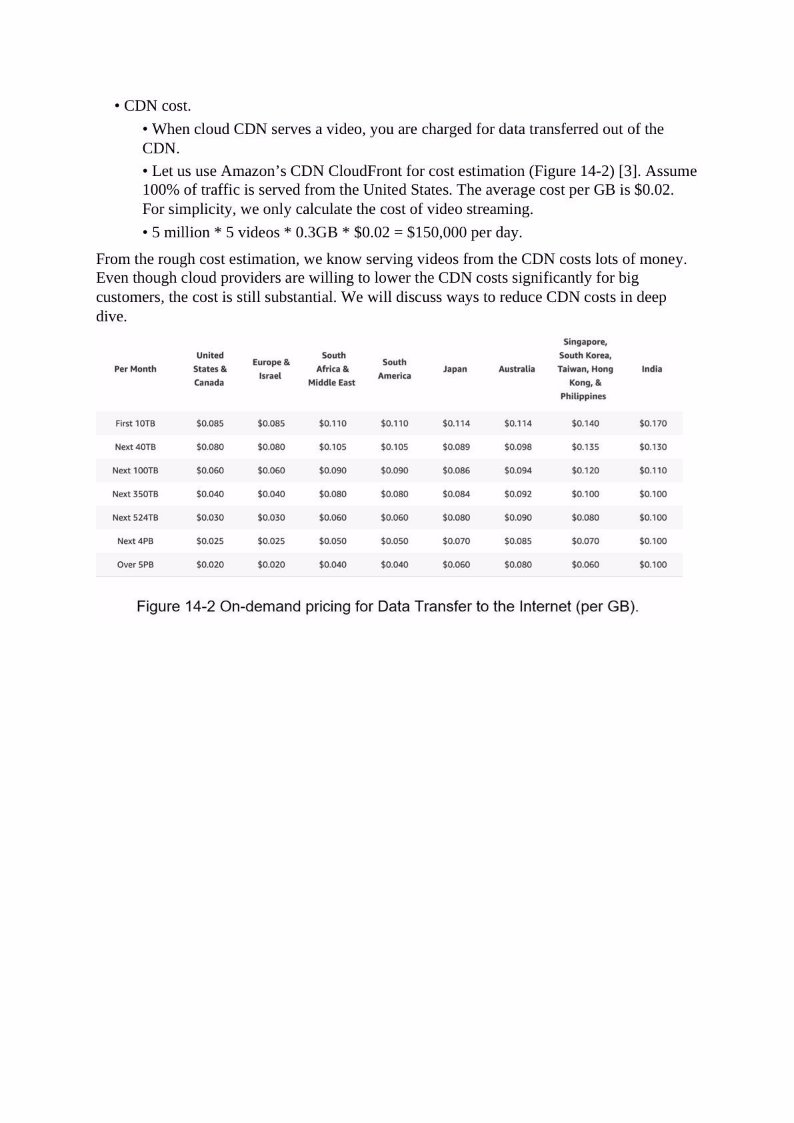 • CDN cost.
• When cloud CDN serves a video, you are charged for data transferred out of the
CDN.
• Let us use Amazon’s CDN CloudFront for cost estimation (Figure 14-2) [3]. Assume
100% of traffic is served from the United States. The average cost per GB is $0.02.
For simplicity, we only calculate the cost of video streaming.
• 5 million * 5 videos * 0.3GB * $0.02 = $150,000 per day.
From the rough cost estimation, we know serving videos from the CDN costs lots of money.
Even though cloud providers are willing to lower the CDN costs significantly for big
customers, the cost is still substantial. We will discuss ways to reduce CDN costs in deep
dive.
Per Month United States & Canada Europe & Israel South Africa & Middle East South America Japan Australia Singapore, South Korea, Taiwan, Hong Kong, & Philippines India
First 10TB $0.085 $0.085 $0.110 $0.110 $0.114 $0.114 $0.140 $0.170
Next 40TB $0.080 $0.080 $0.105 $0.105 $0.089 $0.098 $0.135 $0.130
Next 100TB $0.060 $0.060 $0.090 $0.090 $0.086 $0.094 $0.120 $0.110
Next 350TB $0.040 $0.040 $0.080 $0.080 $0.084 $0.092 $0.100 $0.100
Next 524TB $0.030 $0.030 $0.060 $0.060 $0.080 $0.090 $0.080 $0.100
Next 4PB $0.025 $0.025 $0.050 $0.050 $0.070 $0.085 $0.070 $0.100
Over 5PB $0.020 $0.020 $0.040 $0.040 $0.060 $0.080 $0.060 $0.100
Figure 14-2 On-demand pricing for Data Transfer to the Internet (per GB).